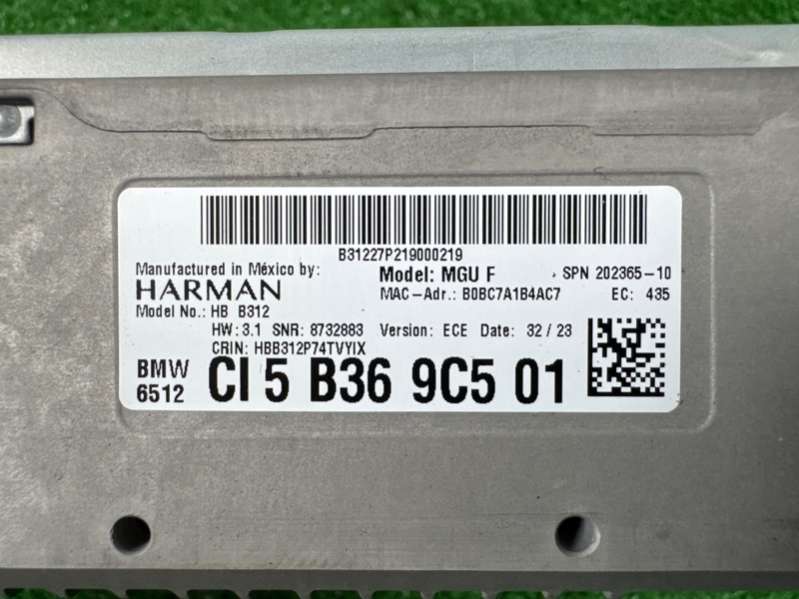 B31227P219000219
Manufactured in México by: Model: MGU F SPN 202365-10
HARMAN MAC-Adr.: B0BC7A1B4AC7 EC: 435
Model No.: HB B312
HW: 3.1 SNR: 8732883 Version: ECE Date: 32 / 23
CRIN: HBB312P74TVYIX
BMW
6512 CI 5 B36 9C5 01